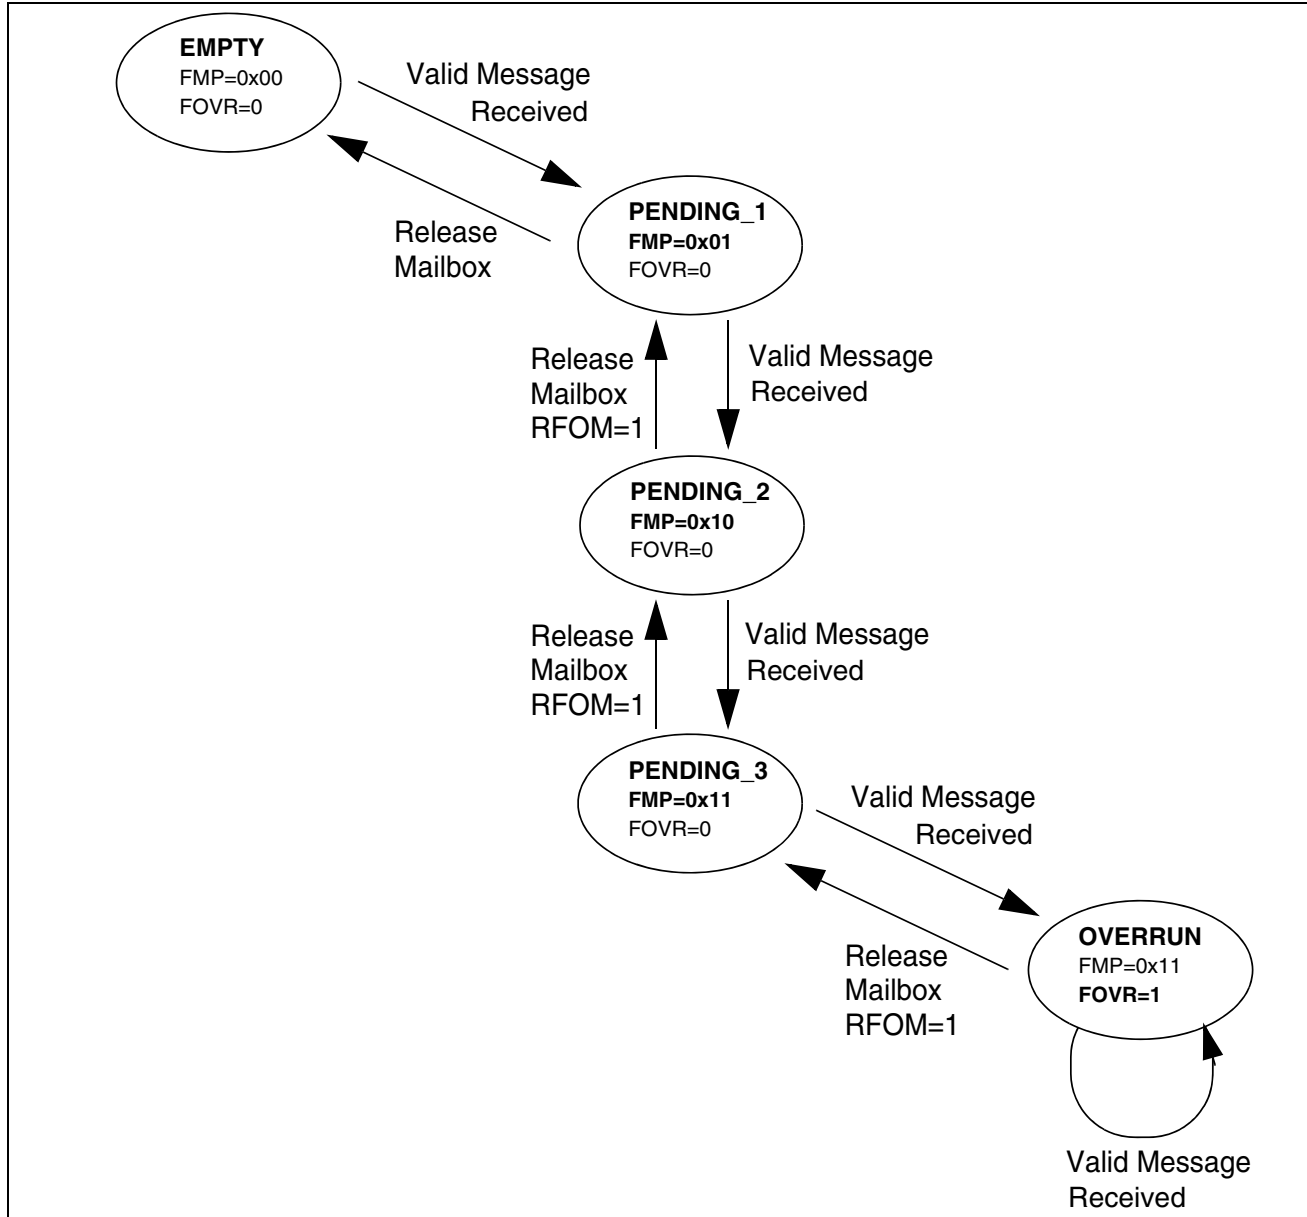 EMPTY
FMP=0x00
FOVR=0
Valid Message
Received
Release
Mailbox
PENDING_1
FMP=0x01
FOVR=0
Release
Mailbox
RFOM=1
Valid Message
Received
PENDING_2
FMP=0x10
FOVR=0
Release
Mailbox
RFOM=1
Valid Message
Received
PENDING_3
FMP=0x11
FOVR=0
Valid Message
Received
Release
Mailbox
RFOM=1
OVERRUN
FMP=0x11
FOVR=1
Valid Message
Received